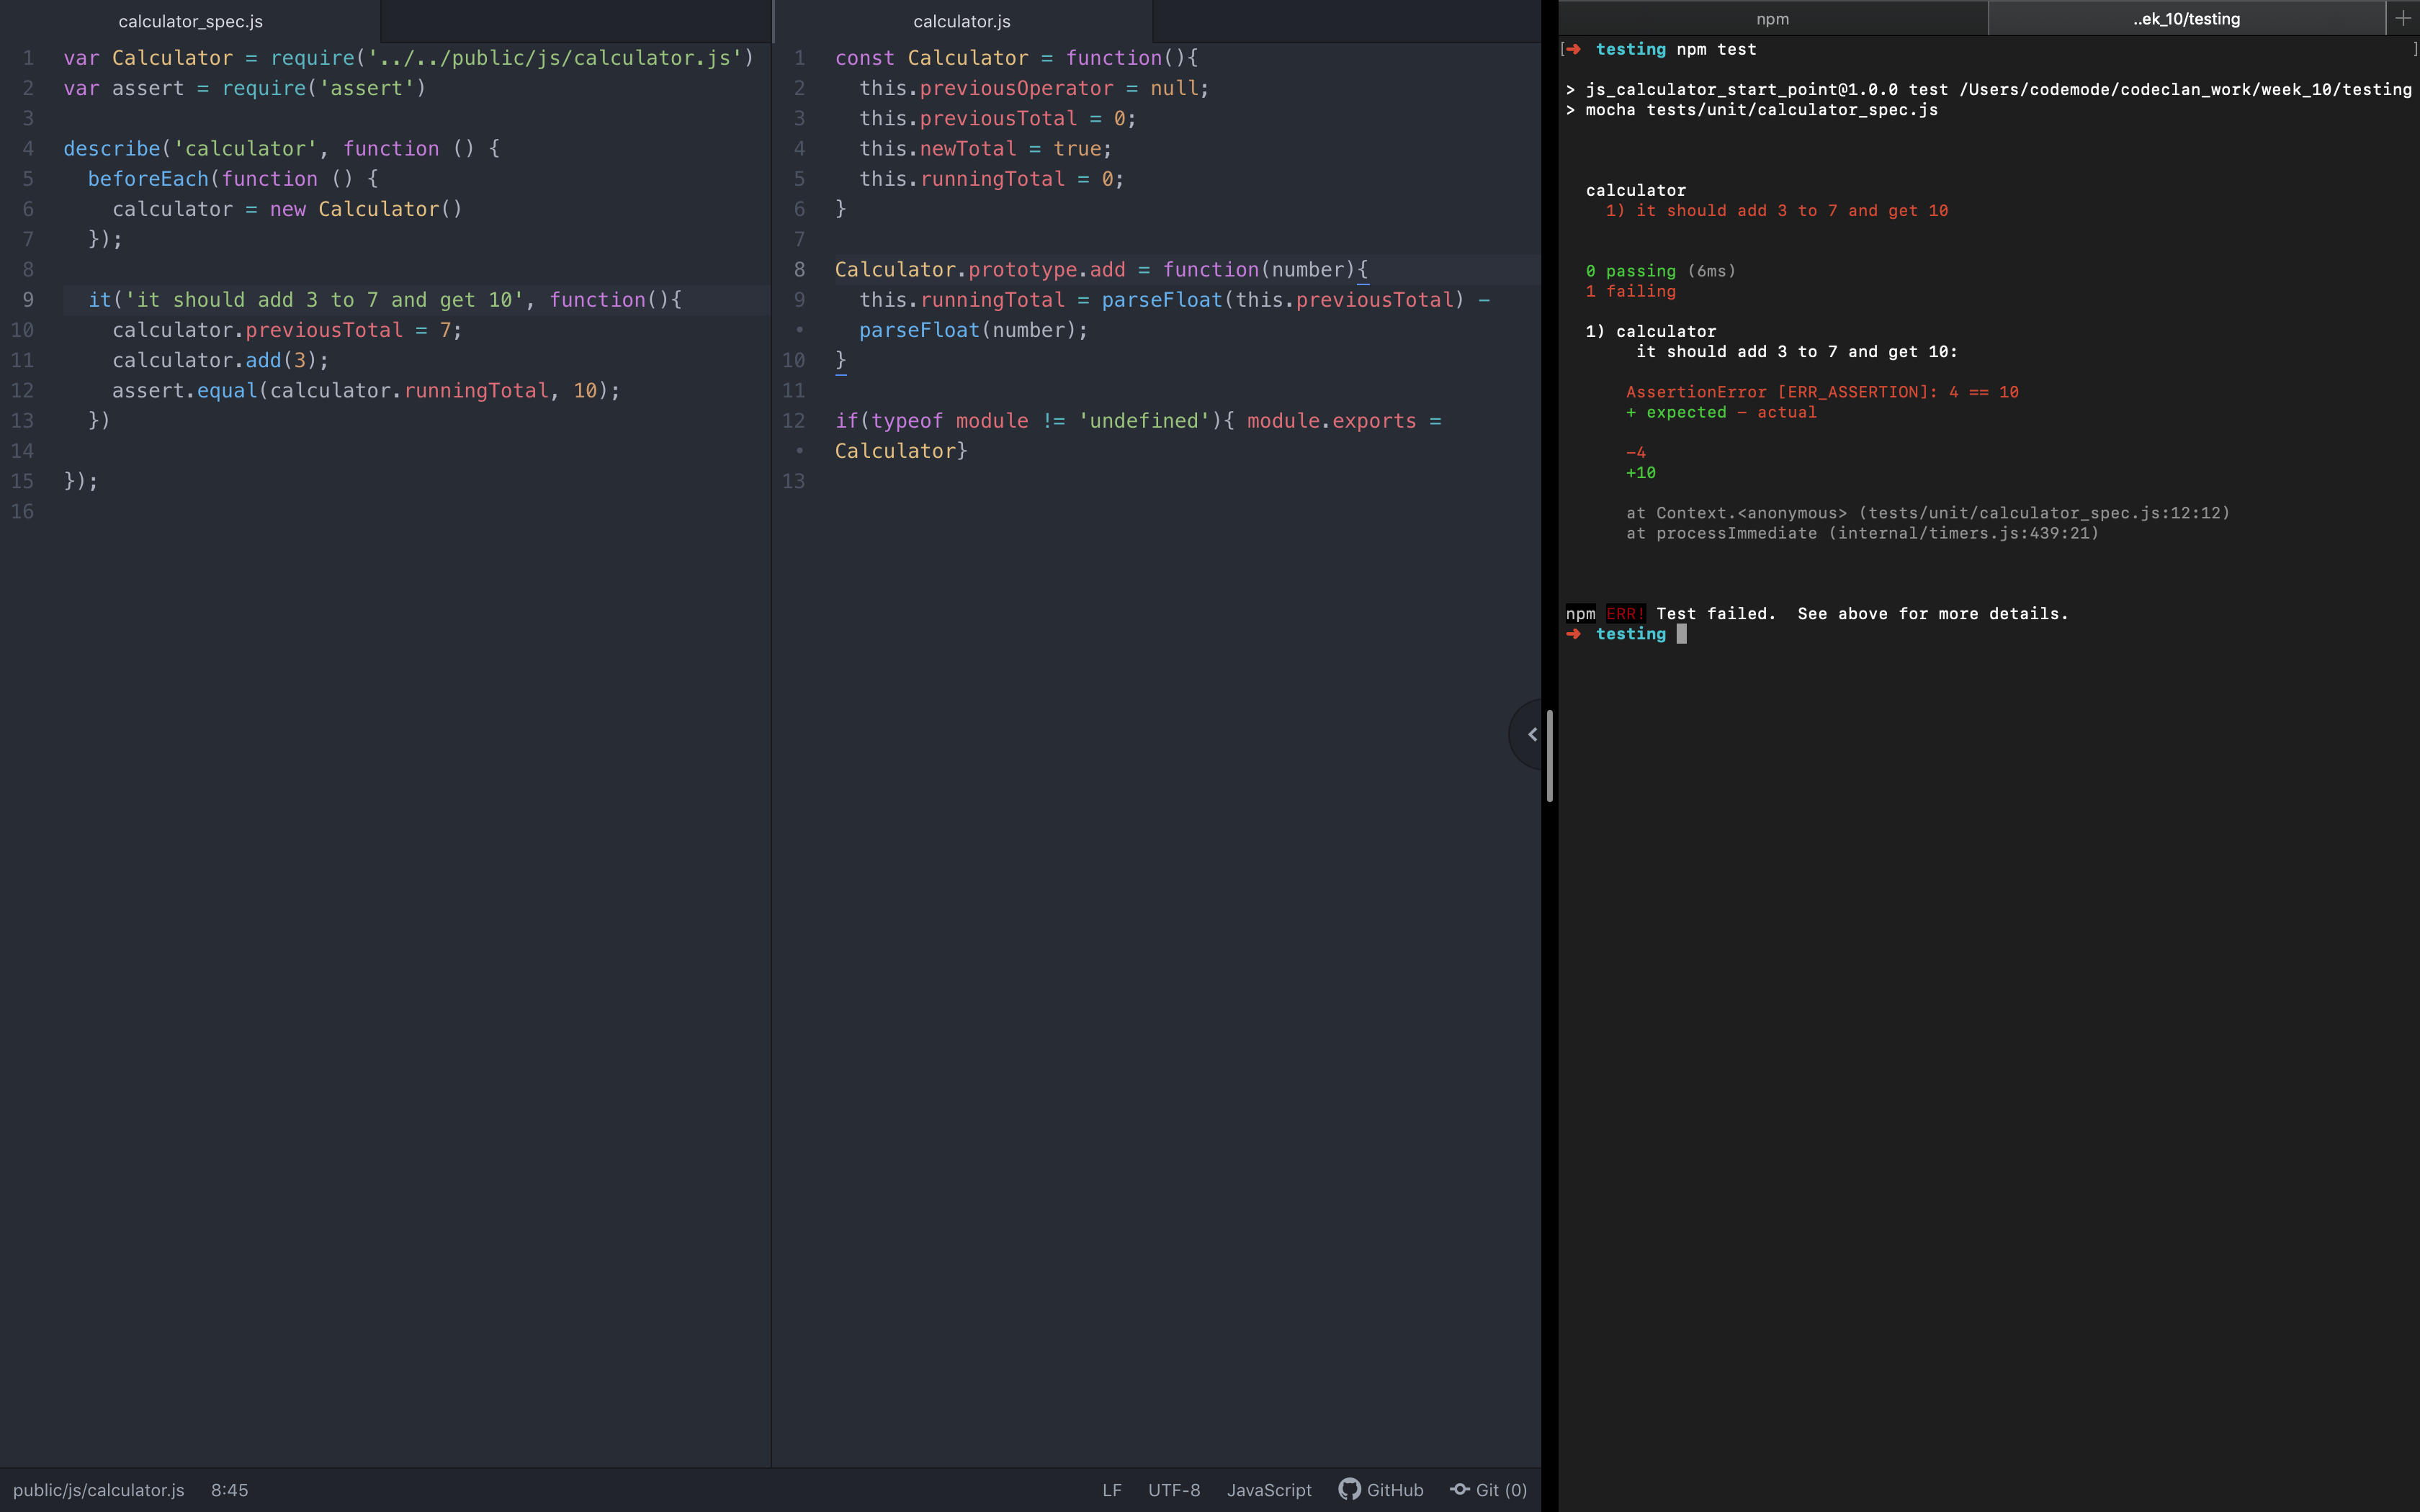 calculator_spec.js
1 var Calculator = require('../../public/js/calculator.js')
2 var assert = require('assert')
3
4 describe('calculator', function () {
5   beforeEach(function () {
6     calculator = new Calculator()
7   });
8
9   it('it should add 3 to 7 and get 10', function(){
10     calculator.previousTotal = 7;
11     calculator.add(3);
12     assert.equal(calculator.runningTotal, 10);
13   })
14
15 });
16
calculator.js
1 const Calculator = function(){
2   this.previousOperator = null;
3   this.previousTotal = 0;
4   this.newTotal = true;
5   this.runningTotal = 0;
6 }
7
8 Calculator.prototype.add = function(number){
9   this.runningTotal = parseFloat(this.previousTotal) -
•   parseFloat(number);
10 }
11
12 if(typeof module != 'undefined'){ module.exports =
• Calculator}
13
public/js/calculator.js 8:45 LF UTF-8 JavaScript GitHub Git (0)
npm ..ek_10/testing +
[➜ testing npm test ]
> js_calculator_start_point@1.0.0 test /Users/codemode/codeclan_work/week_10/testing
> mocha tests/unit/calculator_spec.js
calculator
1) it should add 3 to 7 and get 10
0 passing (6ms)
1 failing
1) calculator
it should add 3 to 7 and get 10:
AssertionError [ERR_ASSERTION]: 4 == 10
+ expected - actual
-4
+10
at Context.<anonymous> (tests/unit/calculator_spec.js:12:12)
at processImmediate (internal/timers.js:439:21)
npm ERR! Test failed.  See above for more details.
➜ testing